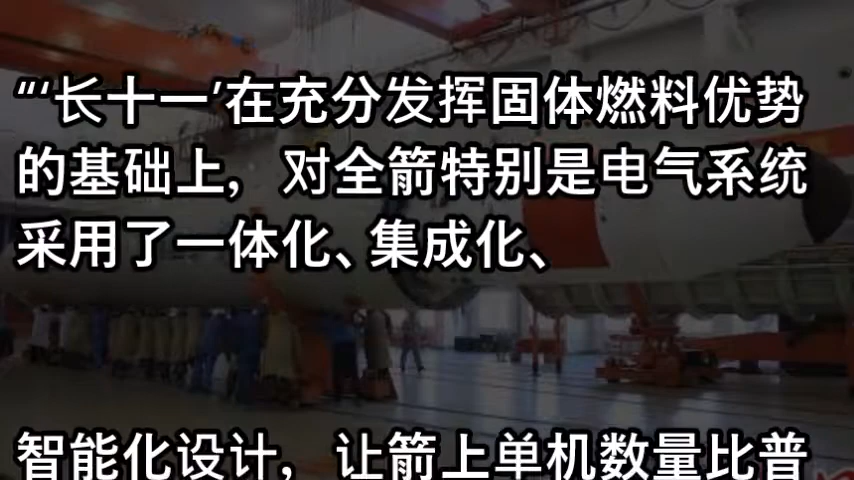 “‘长十一’在充分发挥固体燃料优势
的基础上，对全箭特别是电气系统
采用了一体化、集成化、
智能化设计，让箭上单机数量比普